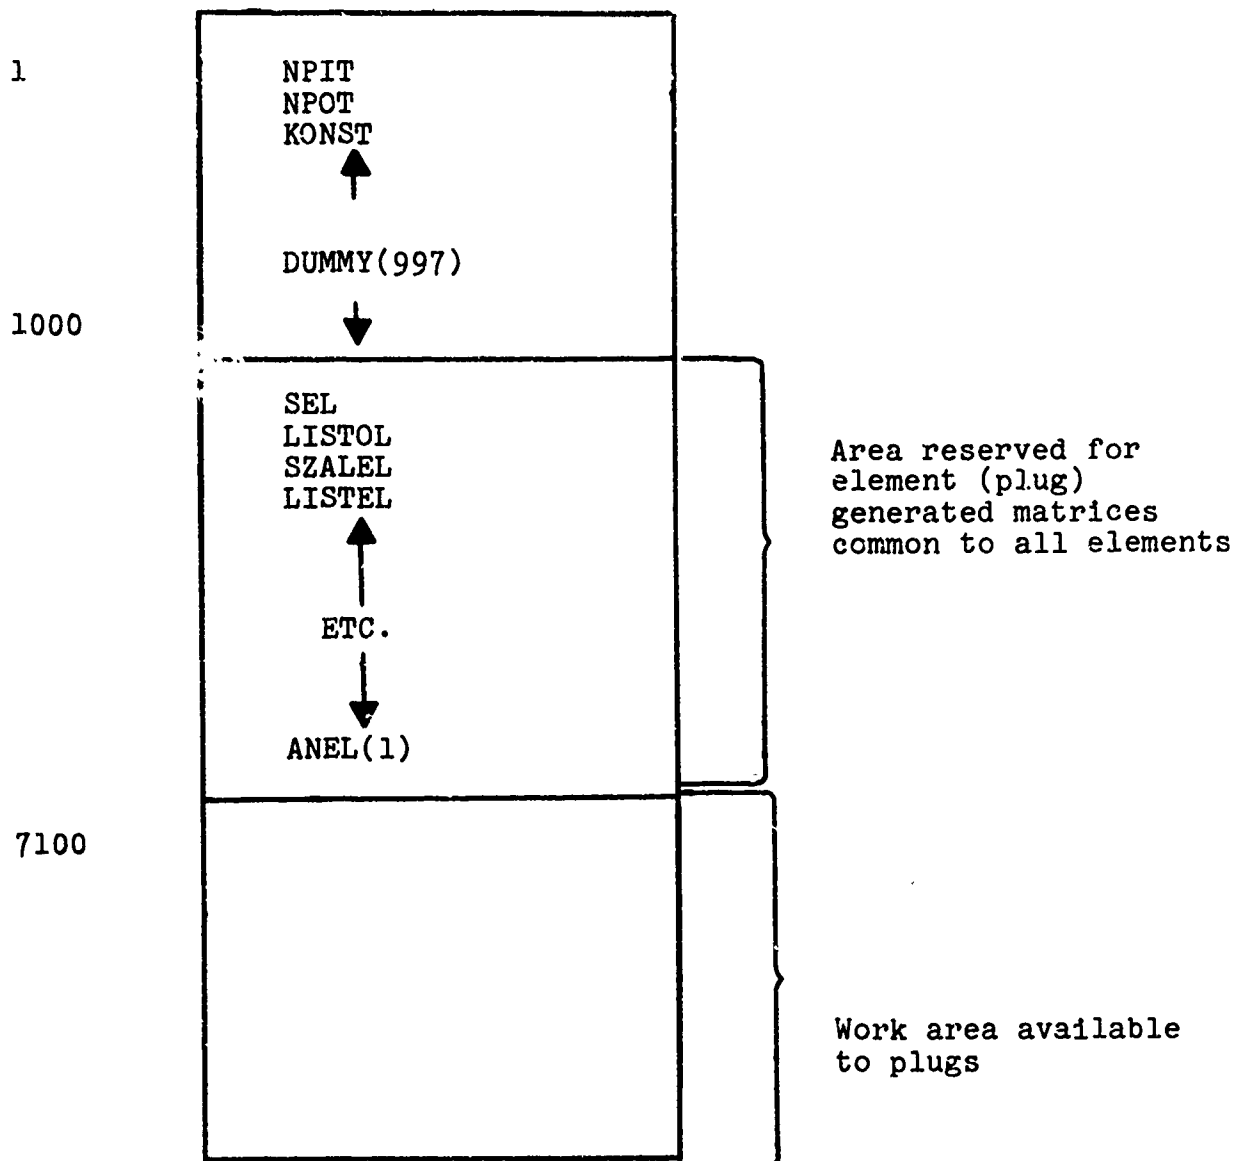 1
NPIT
NPOT
KONST
DUMMY(997)
1000
SEL
LISTOL
SZALEL
LISTEL
ETC.
ANEL(1)
Area reserved for
element (plug)
generated matrices
common to all elements
7100
Work area available
to plugs